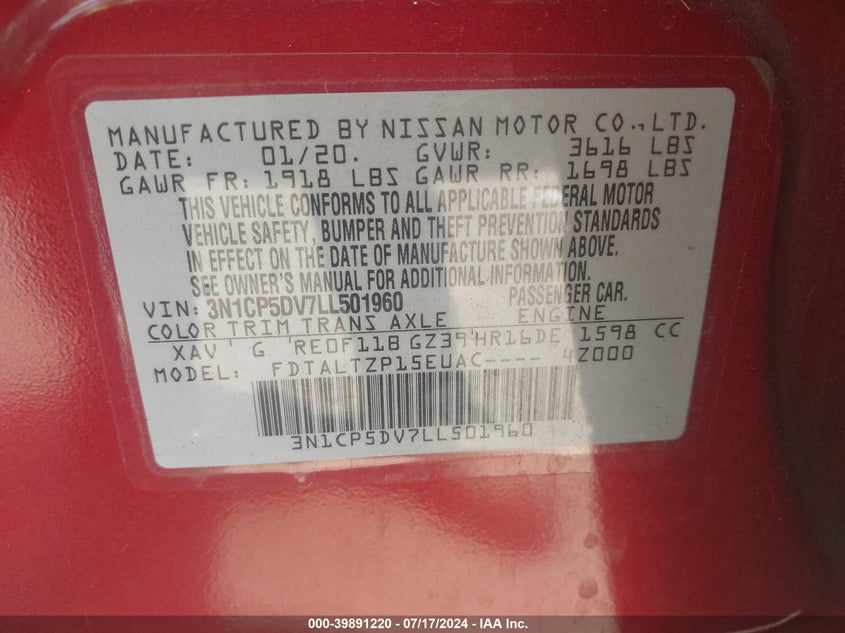 MANUFACTURED BY NISSAN MOTOR CO., LTD.
DATE: 01/20. GVWR: 3616 LBS
GAWR FR: 1918 LBS GAWR RR: 1698 LBS
THIS VEHICLE CONFORMS TO ALL APPLICABLE FEDERAL MOTOR
VEHICLE SAFETY, BUMPER AND THEFT PREVENTION STANDARDS
IN EFFECT ON THE DATE OF MANUFACTURE SHOWN ABOVE.
SEE OWNER'S MANUAL FOR ADDITIONAL INFORMATION.
VIN: 3N1CP5DV7LL501960 PASSENGER CAR.
COLOR TRIM TRANS AXLE ENGINE
XAV ' G 'RE0F11B GZ39'HR16DE 1598 CC
MODEL: FDTALTZP15EUAC---- 4Z000
3N1CP5DV7LL501960
000-39891220 / 07/17/2024 - IAA Inc.